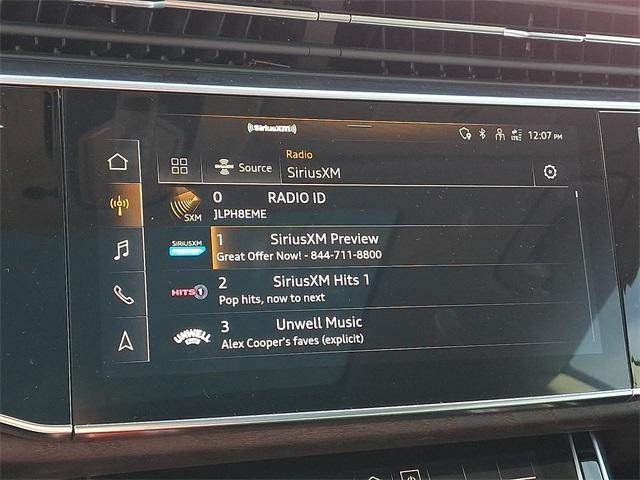 ((SiriusXM))
LTE 12:07 PM
Radio
Source SiriusXM
0 RADIO ID
SXM JLPH8EME
SIRIUSXM 1 SiriusXM Preview
Great Offer Now! - 844-711-8800
2 SiriusXM Hits 1
HITS1 Pop hits, now to next
3 Unwell Music
UNWELL Alex Cooper's faves (explicit)